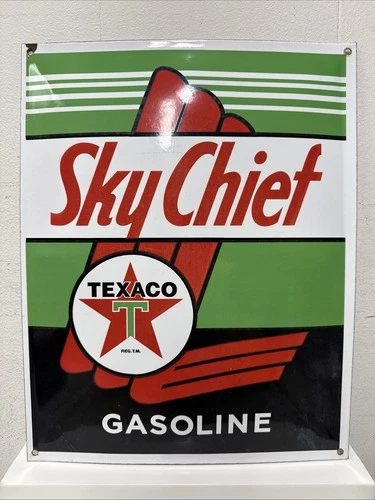 Sky Chief
TEXACO
T
REG. T.M.
GASOLINE